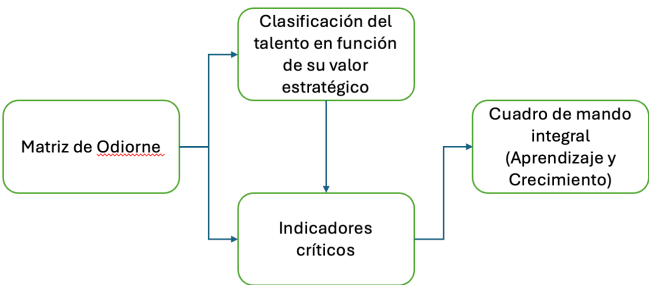 Clasificación del
talento en función
de su valor
estratégico
Matriz de Odiorne
Cuadro de mando
integral
(Aprendizaje y
Crecimiento)
Indicadores
críticos